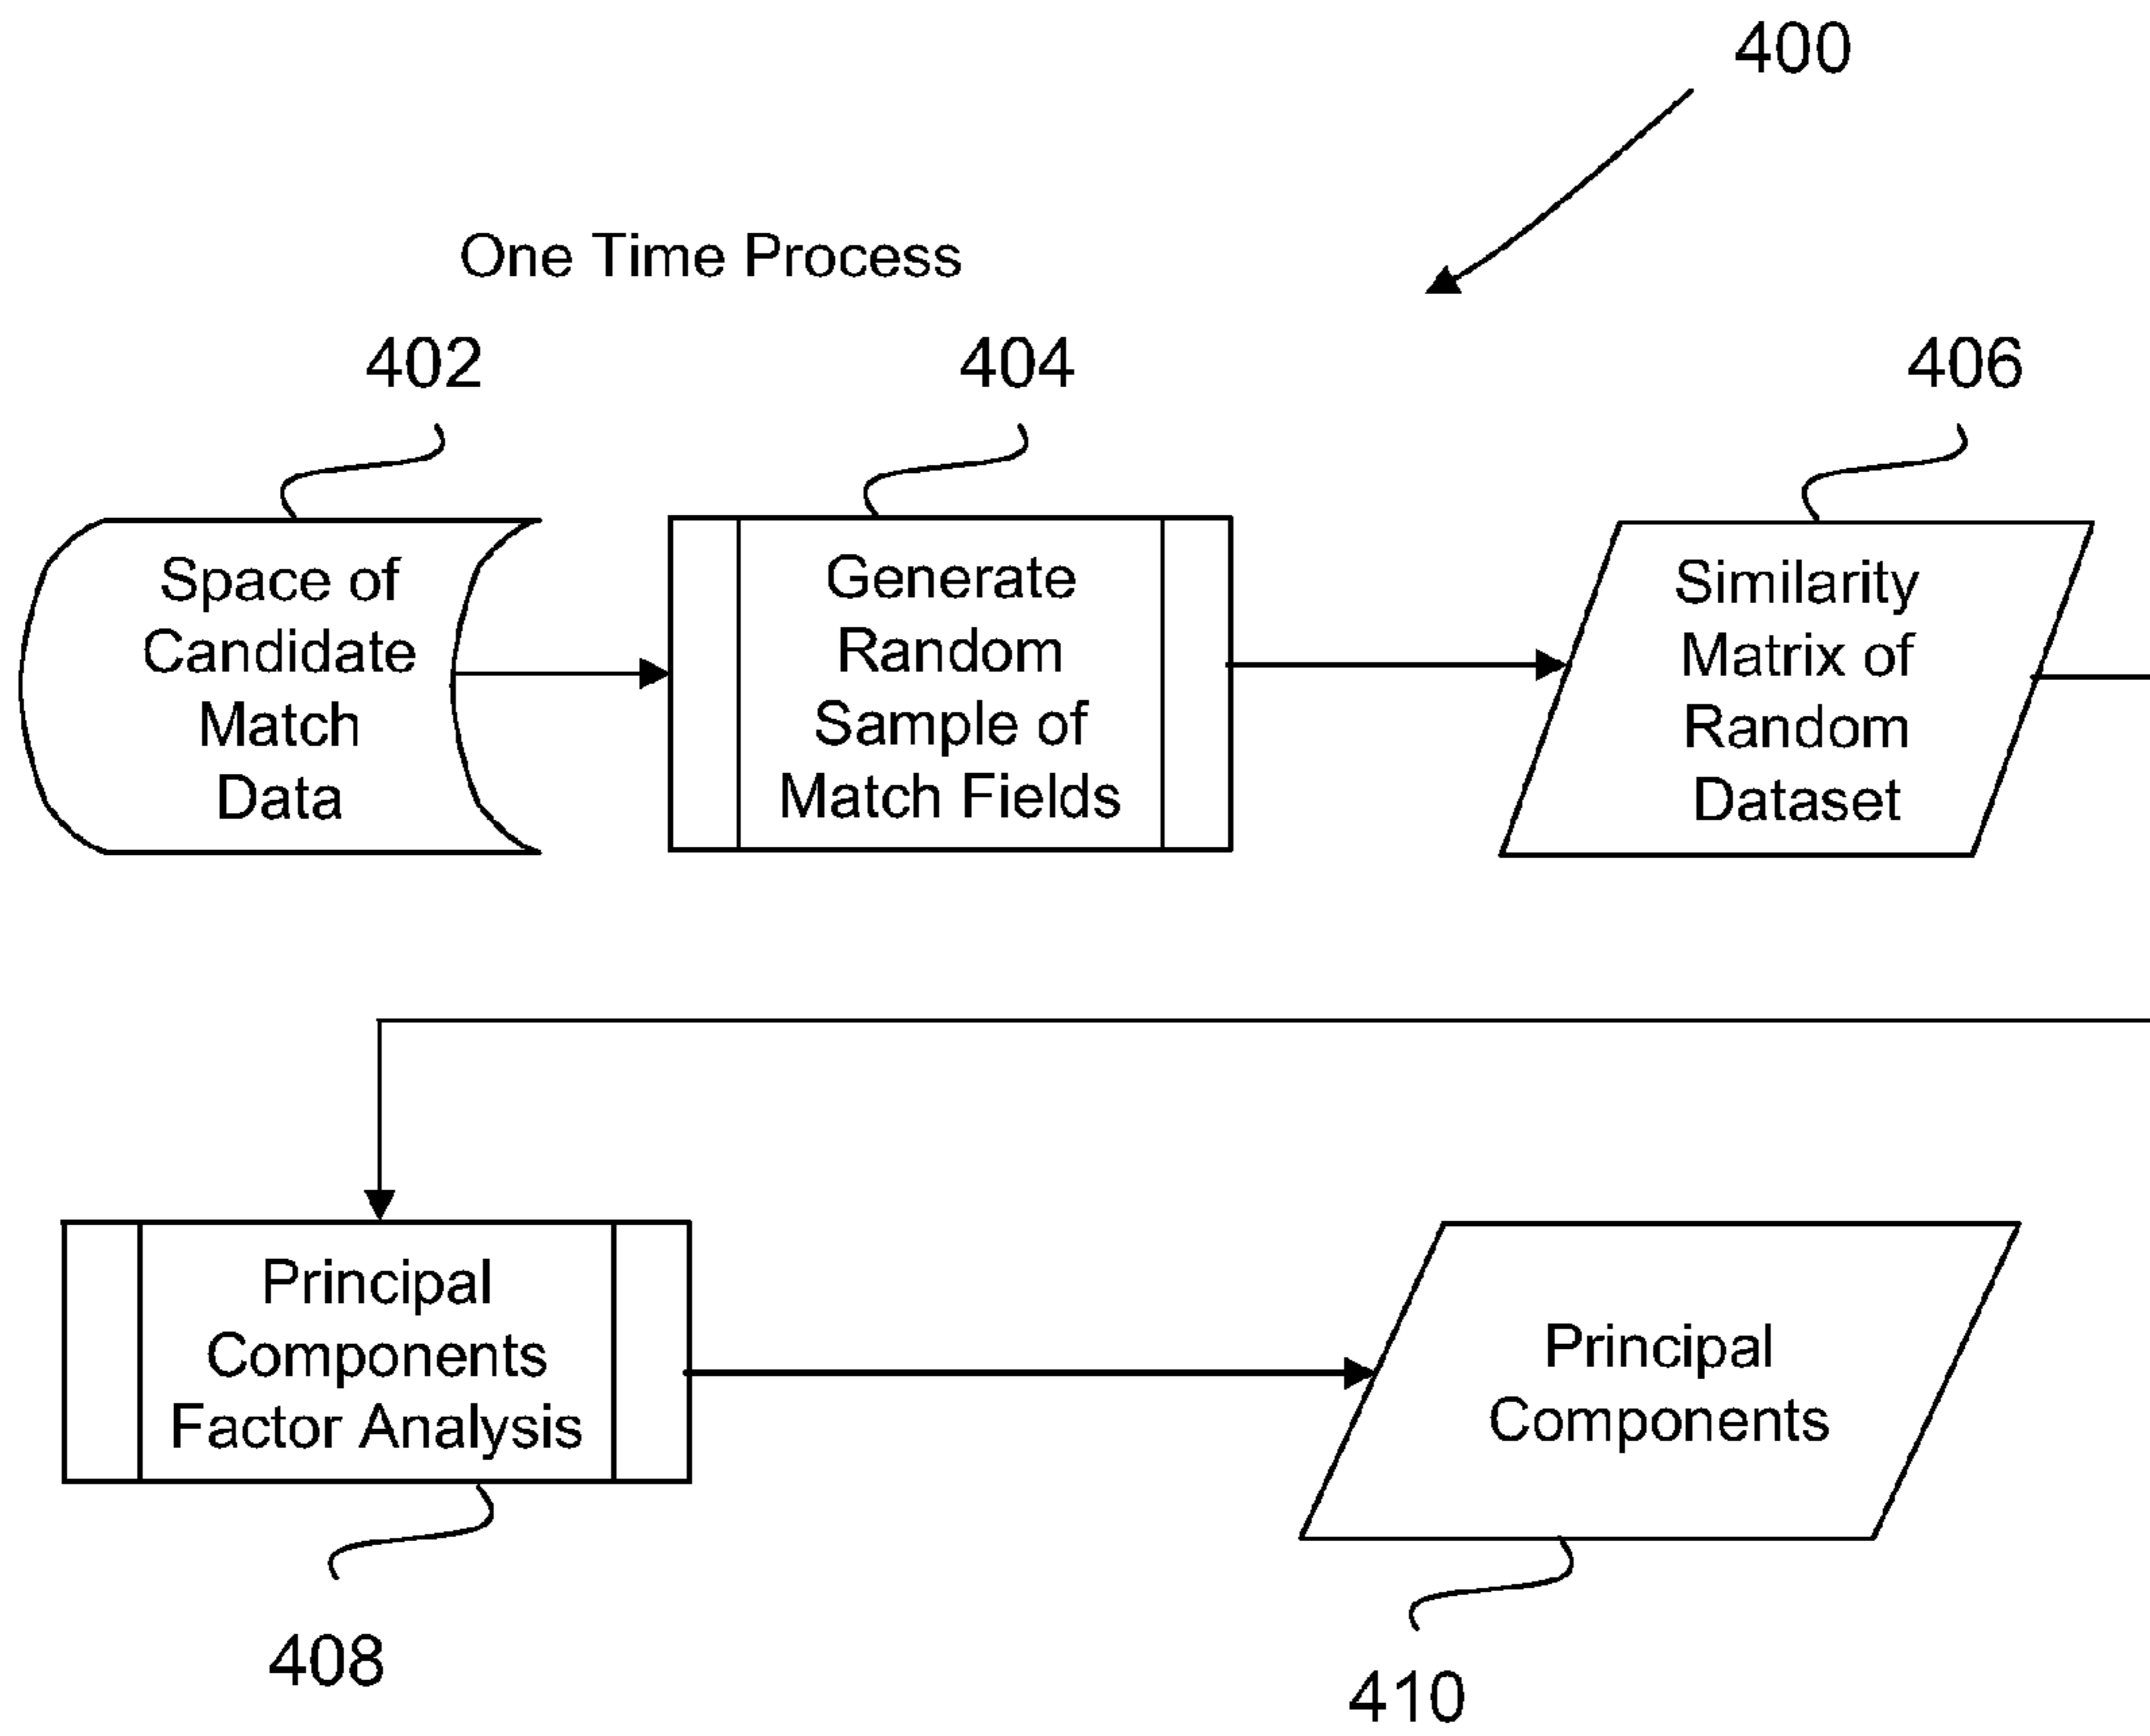 400
One Time Process
402
404
406
Space of
Candidate
Match
Data
Generate
Random
Sample of
Match Fields
Similarity
Matrix of
Random
Dataset
Principal
Components
Factor Analysis
Principal
Components
408
410